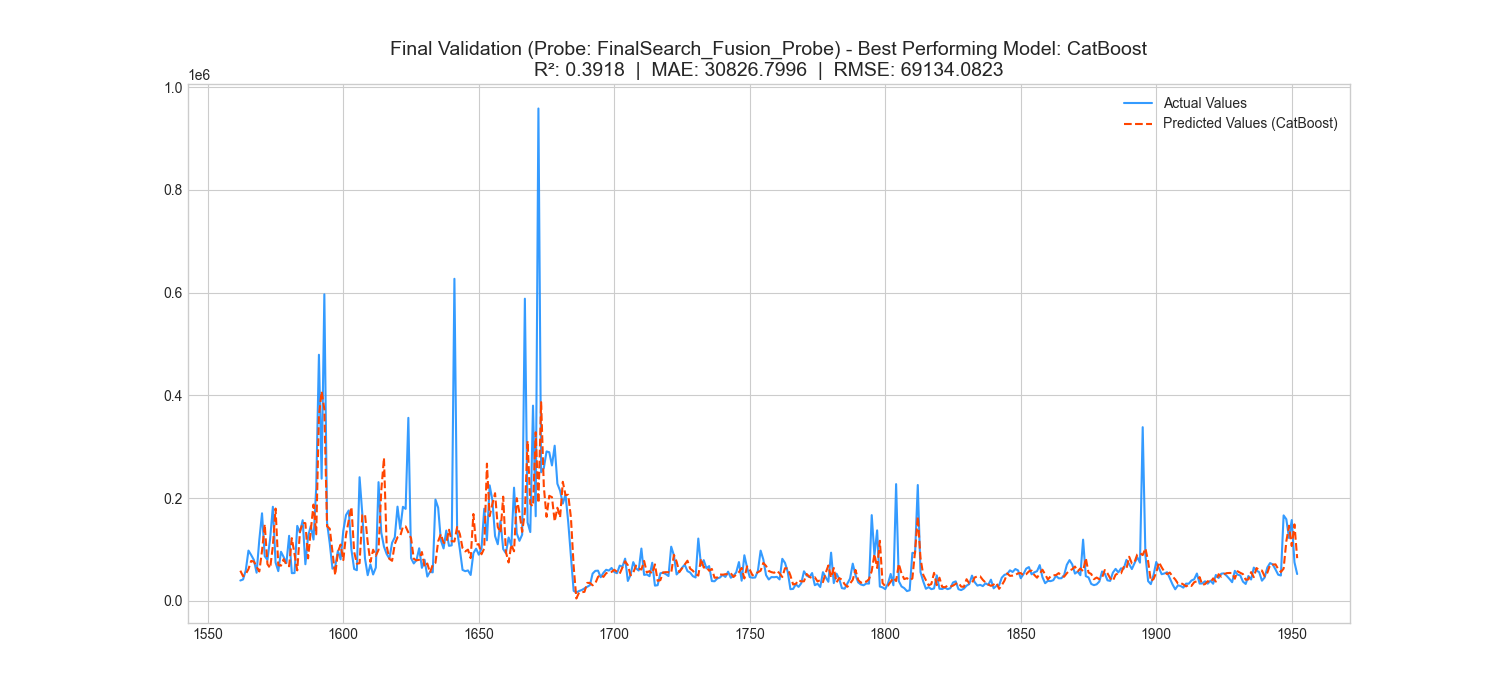 Final Validation (Probe: FinalSearch_Fusion_Probe) - Best Performing Model: CatBoost
R²: 0.3918 | MAE: 30826.7996 | RMSE: 69134.0823
1e6
1.0
Actual Values
Predicted Values (CatBoost)
0.8
0.6
0.4
0.2
0.0
1550 1600 1650 1700 1750 1800 1850 1900 1950